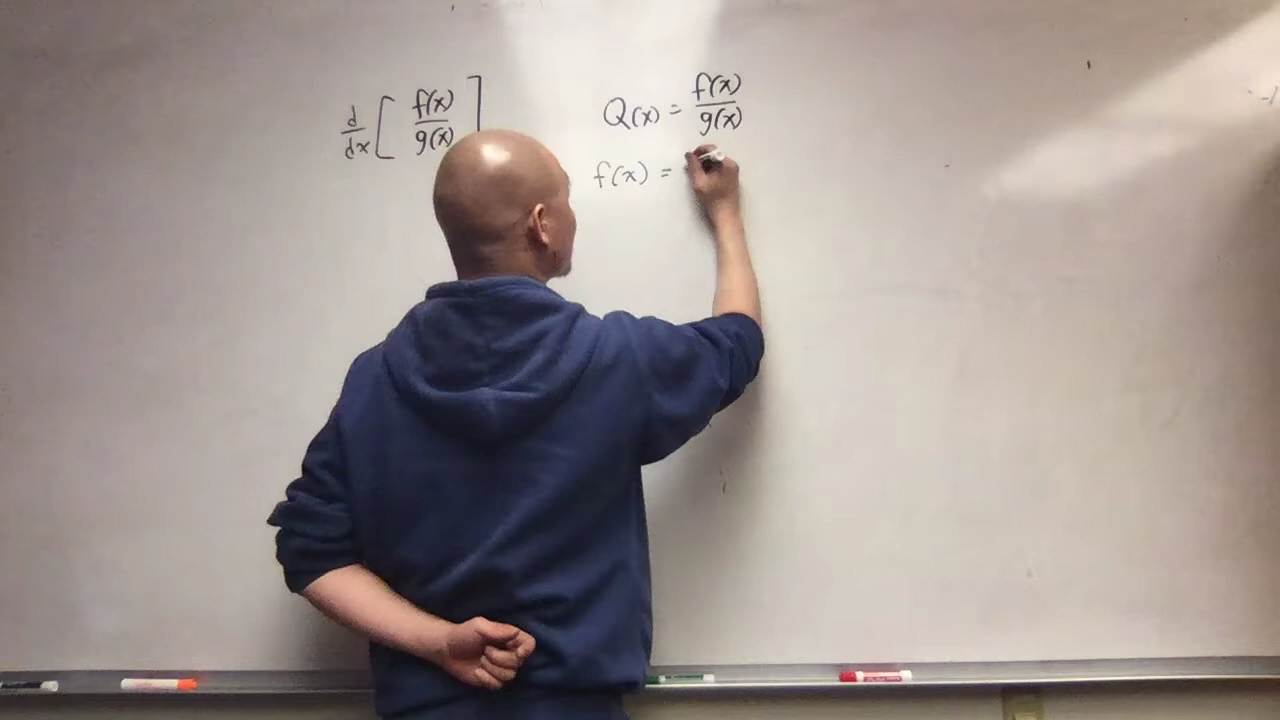 d/dx [ f(x)/g(x) ]
Q(x) = f(x)/g(x)
f(x) =